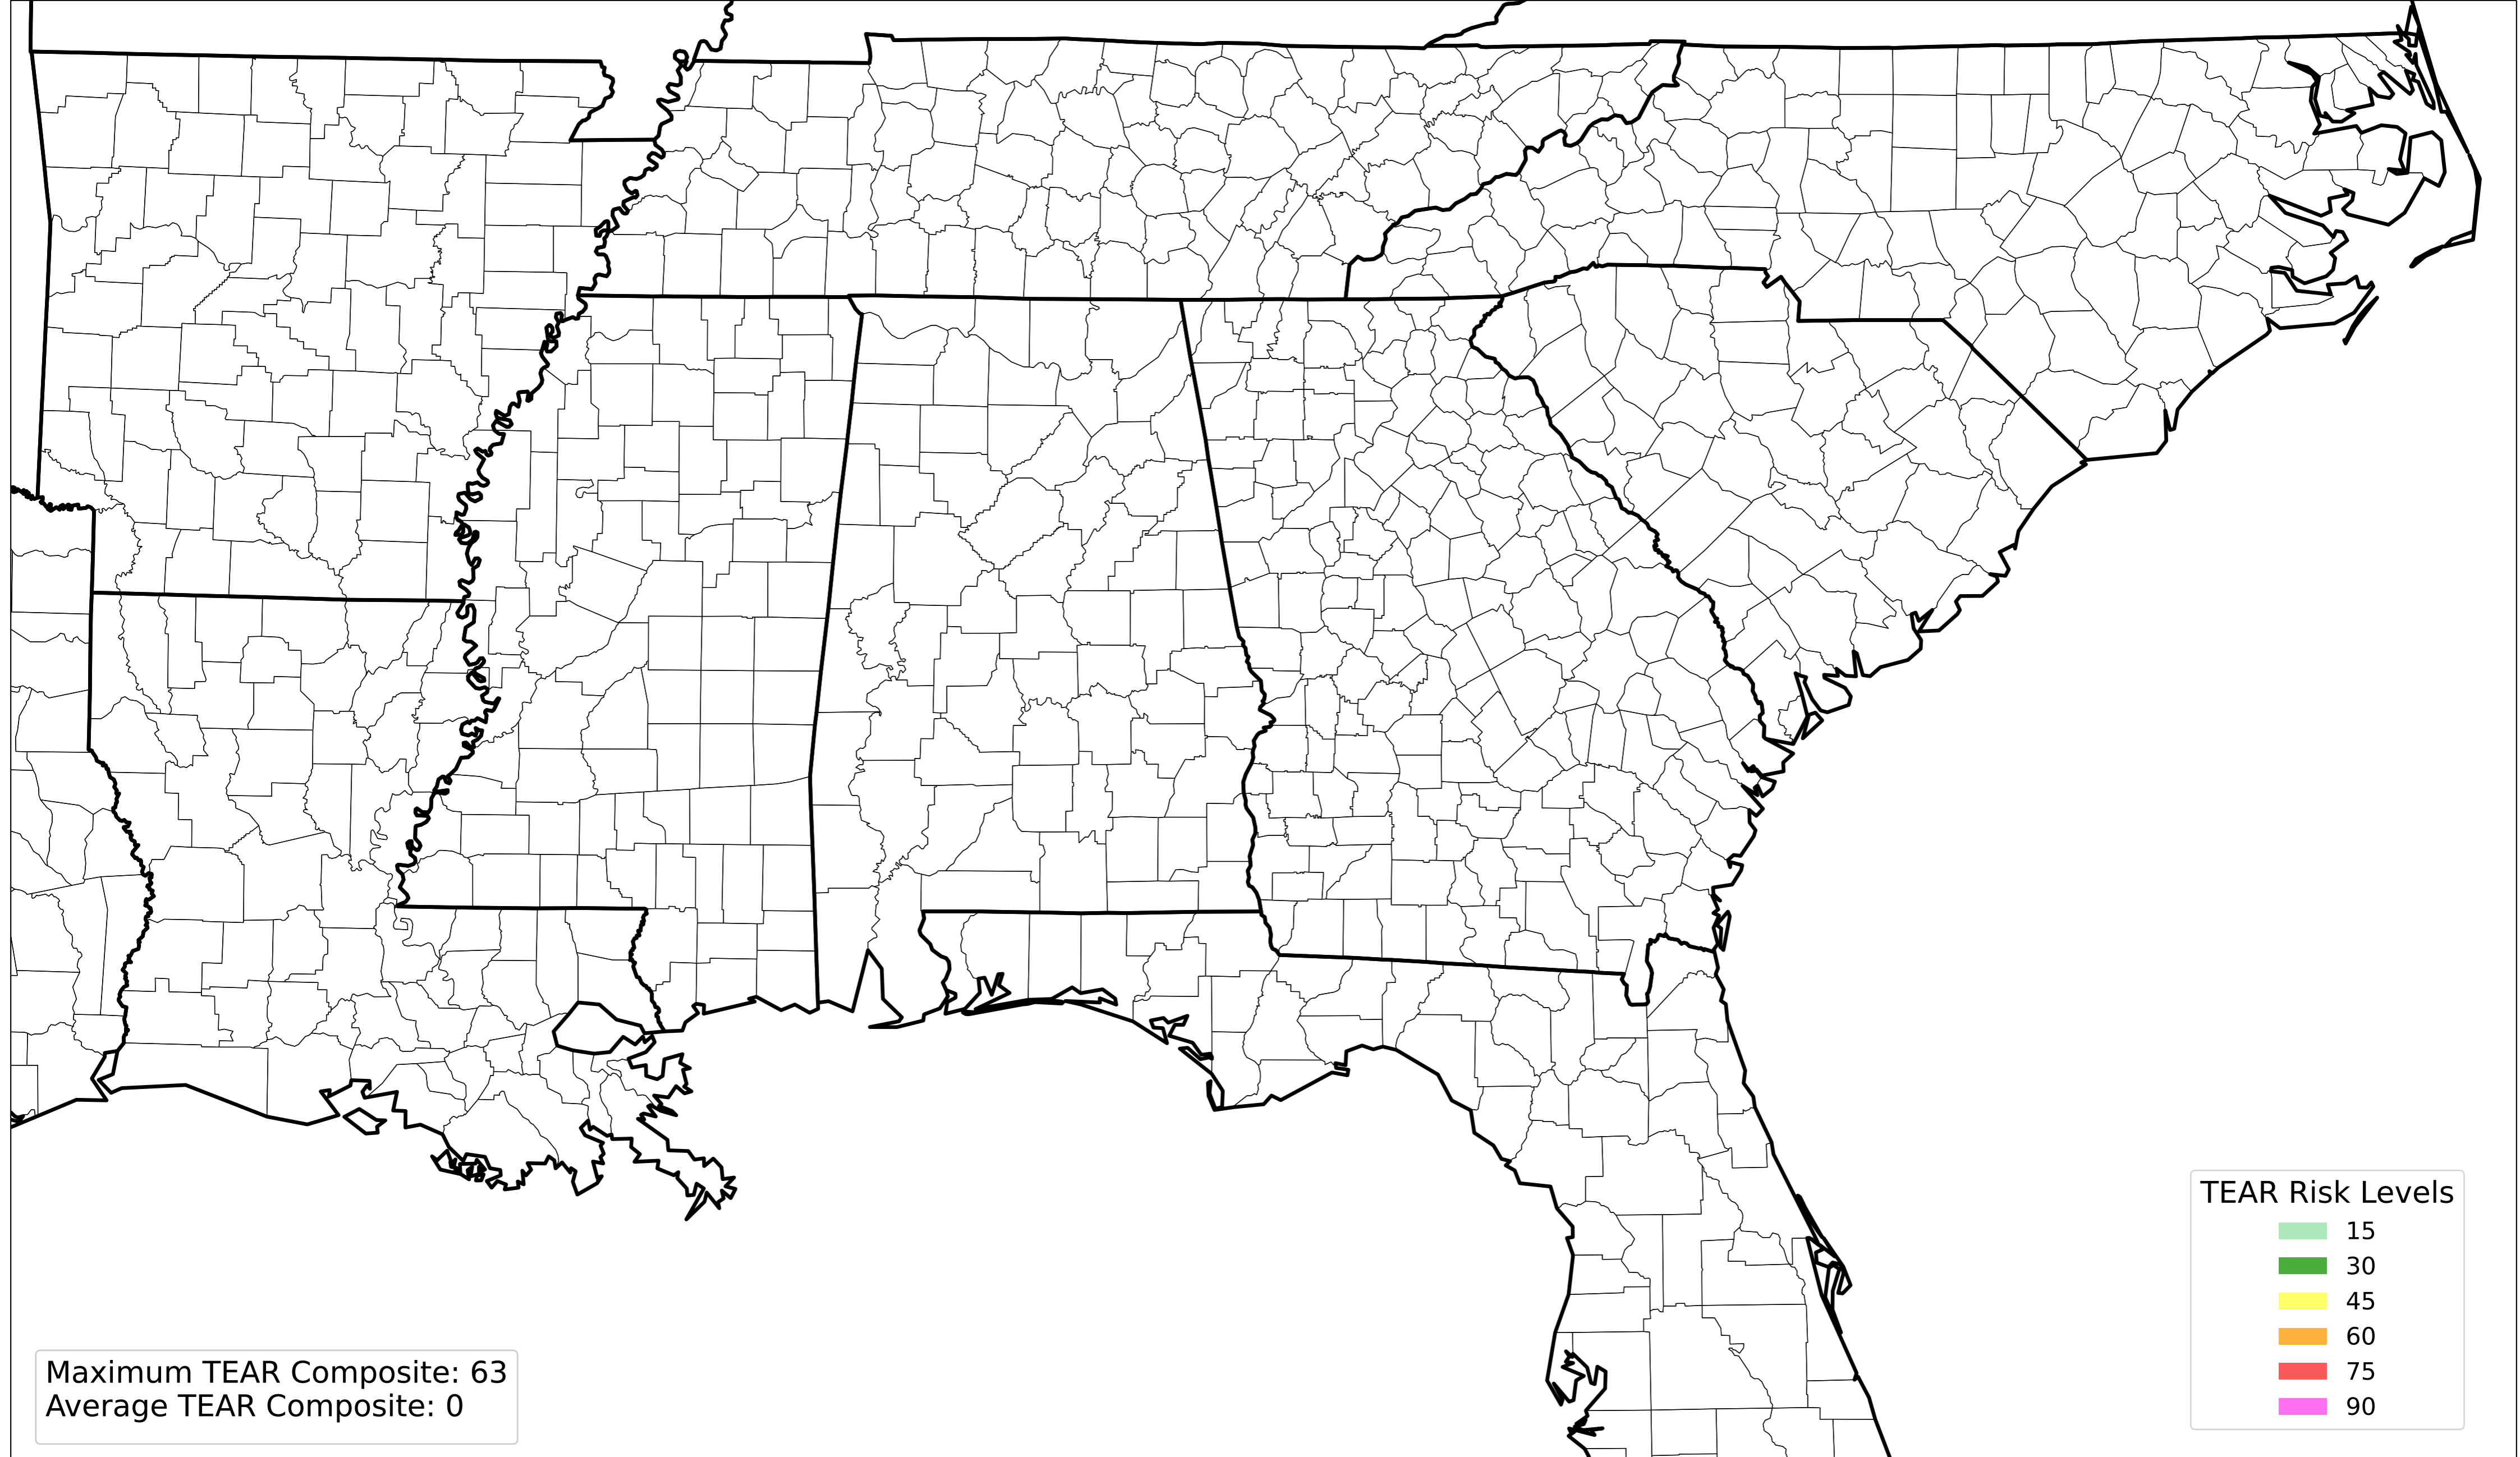 TEAR Risk Levels
15
30
45
60
75
90
Maximum TEAR Composite: 63
Average TEAR Composite: 0